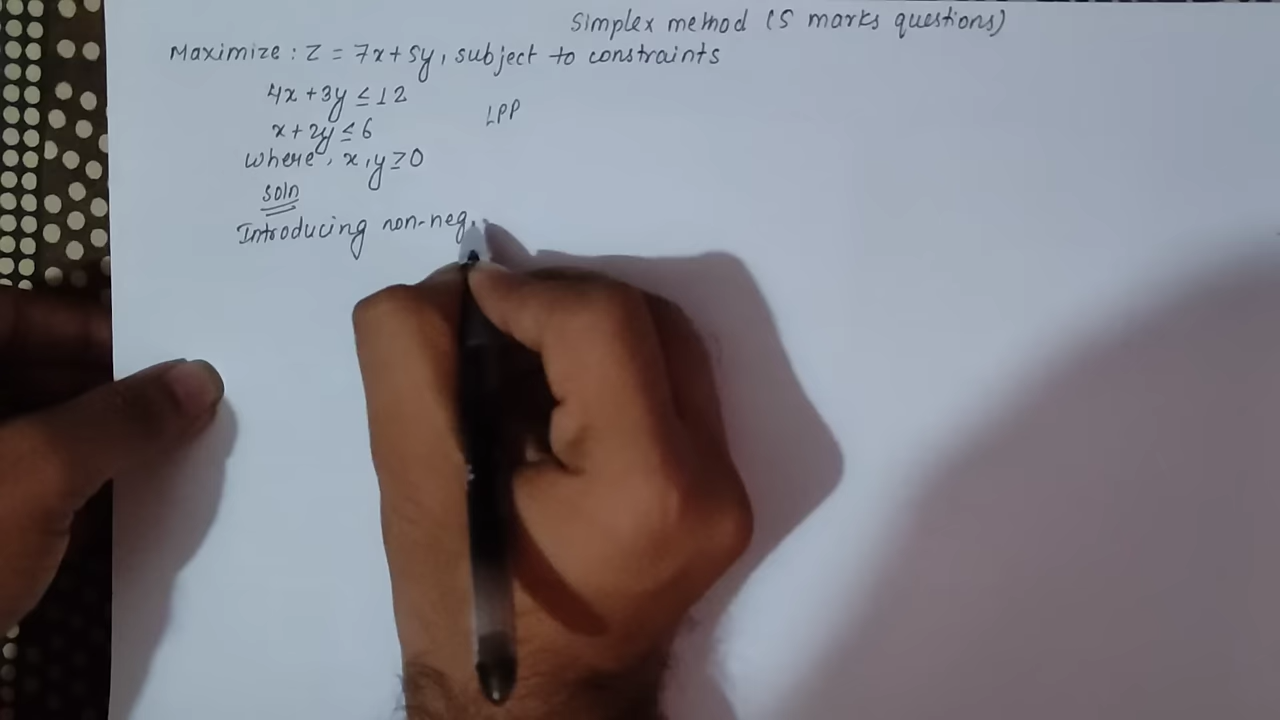 Simplex method (5 marks questions)
Maximize: Z = 7x+5y, subject to constraints
4x+3y ≤ 12
LPP
x+2y ≤ 6
where, x,y ≥ 0
soln
Introducing non-neg.